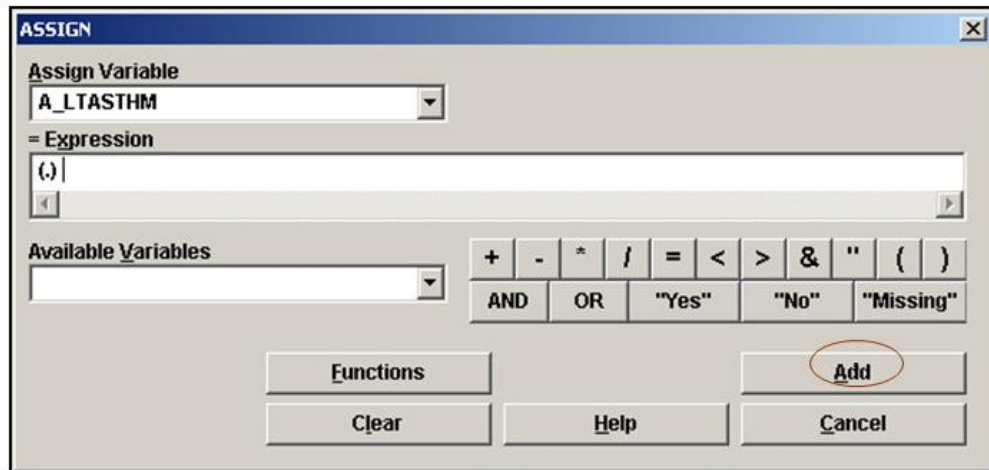 ASSIGN
Assign Variable
A_LTASTHM
= Expression
(.)
Available Variables
+ - * / = < > & " ( )
AND OR "Yes" "No" "Missing"
Functions Add
Clear Help Cancel